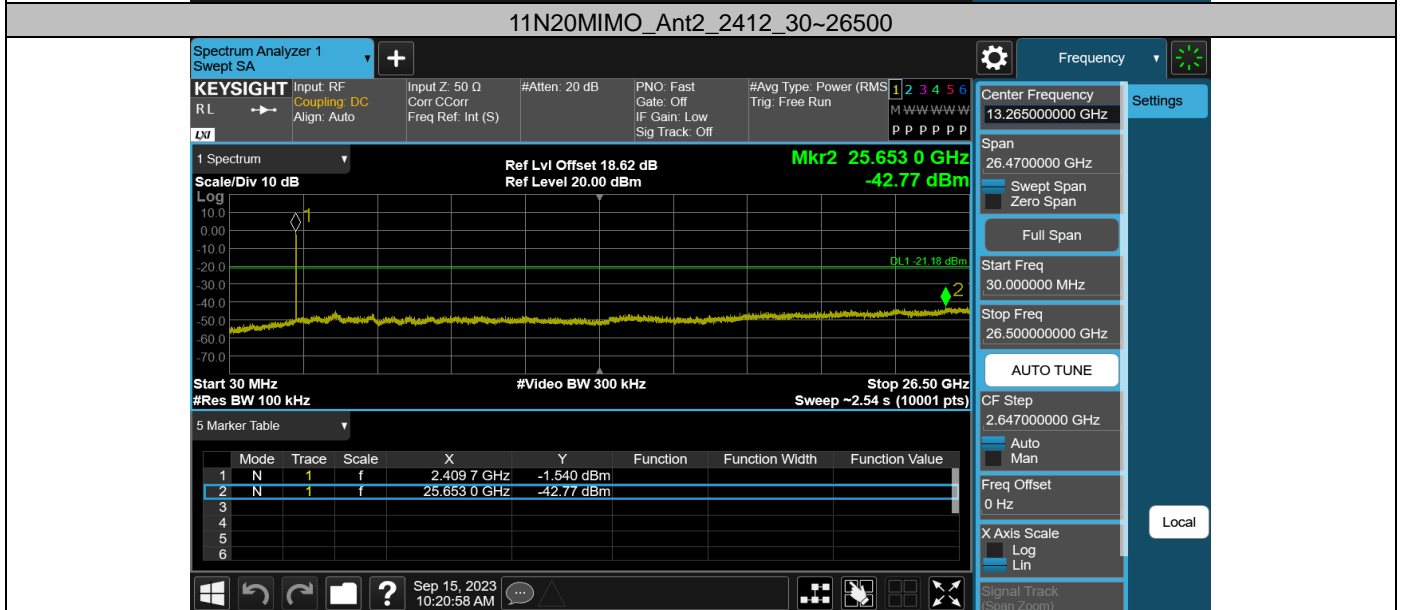 11N20MIMO_Ant2_2412_30~26500
Spectrum Analyzer 1
Swept SA
Frequency
KEYSIGHT Input: RF Input Z: 50 Ω #Atten: 20 dB PNO: Fast #Avg Type: Power (RMS 1 2 3 4 5 6
RL Coupling: DC Corr CCorr Gate: Off Trig: Free Run M W W W W W
Align: Auto Freq Ref: Int (S) IF Gain: Low
LXI Sig Track: Off P P P P P P
Center Frequency
13.265000000 GHz
Settings
Span
26.4700000 GHz
Swept Span
Zero Span
Full Span
Start Freq
30.000000 MHz
Stop Freq
26.500000000 GHz
AUTO TUNE
CF Step
2.647000000 GHz
Auto
Man
Freq Offset
0 Hz
X Axis Scale
Log
Lin
Signal Track
(Span Zoom)
Local
1 Spectrum Ref Lvl Offset 18.62 dB Mkr2 25.653 0 GHz
Scale/Div 10 dB Ref Level 20.00 dBm -42.77 dBm
Log
10.0
0.00
-10.0
-20.0
-30.0
-40.0
-50.0
-60.0
-70.0
1
DL1 -21.18 dBm
2
Start 30 MHz #Video BW 300 kHz Stop 26.50 GHz
#Res BW 100 kHz Sweep ~2.54 s (10001 pts)
5 Marker Table
Mode Trace Scale X Y Function Function Width Function Value
1 N 1 f 2.409 7 GHz -1.540 dBm
2 N 1 f 25.653 0 GHz -42.77 dBm
3
4
5
6
? Sep 15, 2023
10:20:58 AM